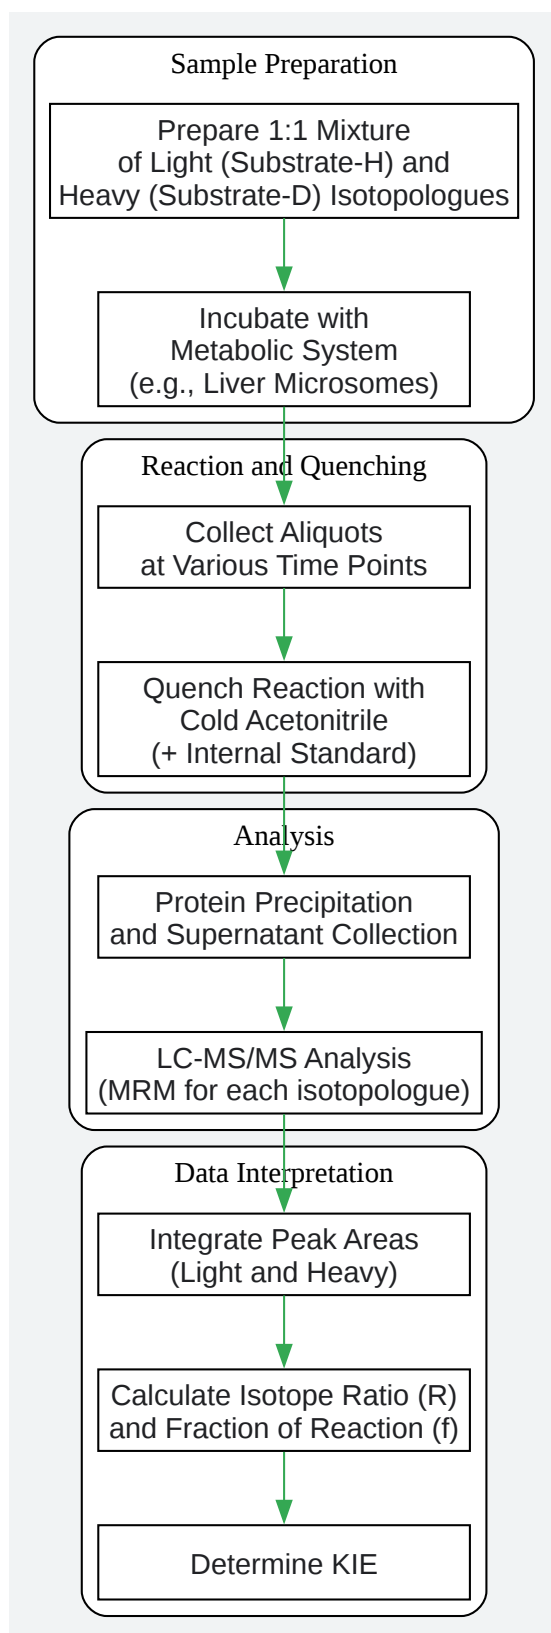 Sample Preparation
Prepare 1:1 Mixture
of Light (Substrate-H) and
Heavy (Substrate-D) Isotopologues
Incubate with
Metabolic System
(e.g., Liver Microsomes)
Reaction and Quenching
Collect Aliquots
at Various Time Points
Quench Reaction with
Cold Acetonitrile
(+ Internal Standard)
Analysis
Protein Precipitation
and Supernatant Collection
LC-MS/MS Analysis
(MRM for each isotopologue)
Data Interpretation
Integrate Peak Areas
(Light and Heavy)
Calculate Isotope Ratio (R)
and Fraction of Reaction (f)
Determine KIE